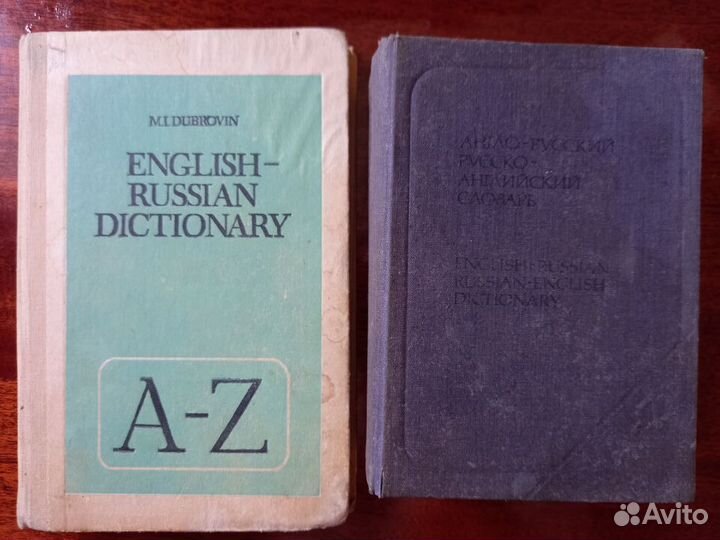 M.I. DUBROVIN
ENGLISH–
RUSSIAN
DICTIONARY
A–Z
АНГЛО-РУССКИЙ
РУССКО-
АНГЛИЙСКИЙ
СЛОВАРЬ
ENGLISH-RUSSIAN
RUSSIAN-ENGLISH
DICTIONARY
Avito